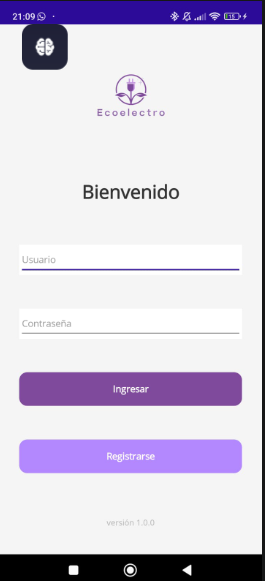 21:09
Ecoelectro
Bienvenido
Usuario
Contraseña
Ingresar
Registrarse
versión 1.0.0